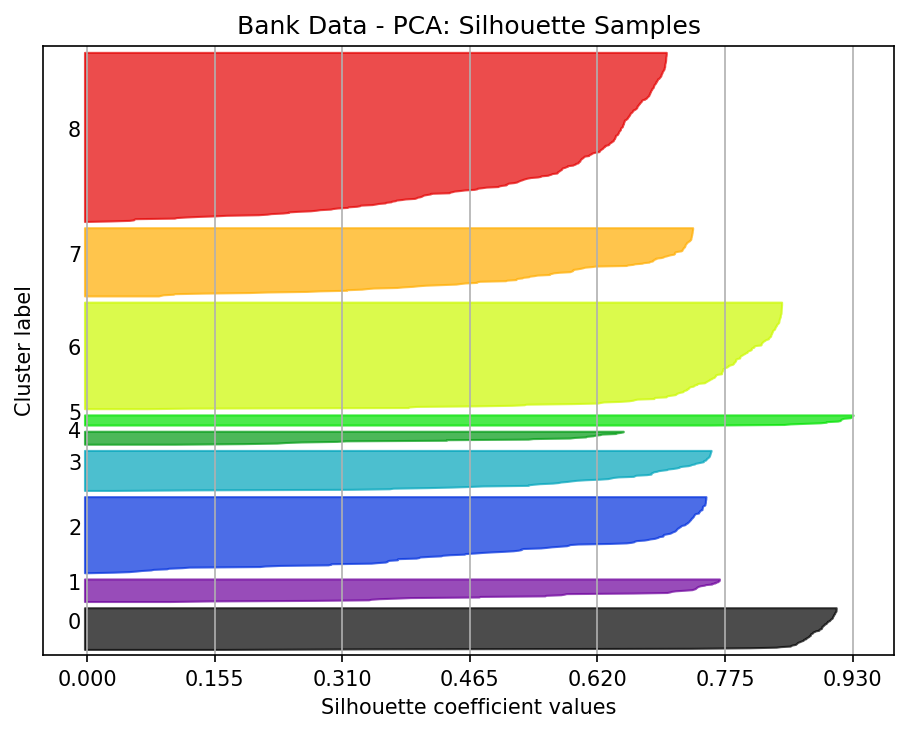 Bank Data - PCA: Silhouette Samples
Cluster label
8
7
6
5
4
3
2
1
0
0.000 0.155 0.310 0.465 0.620 0.775 0.930
Silhouette coefficient values